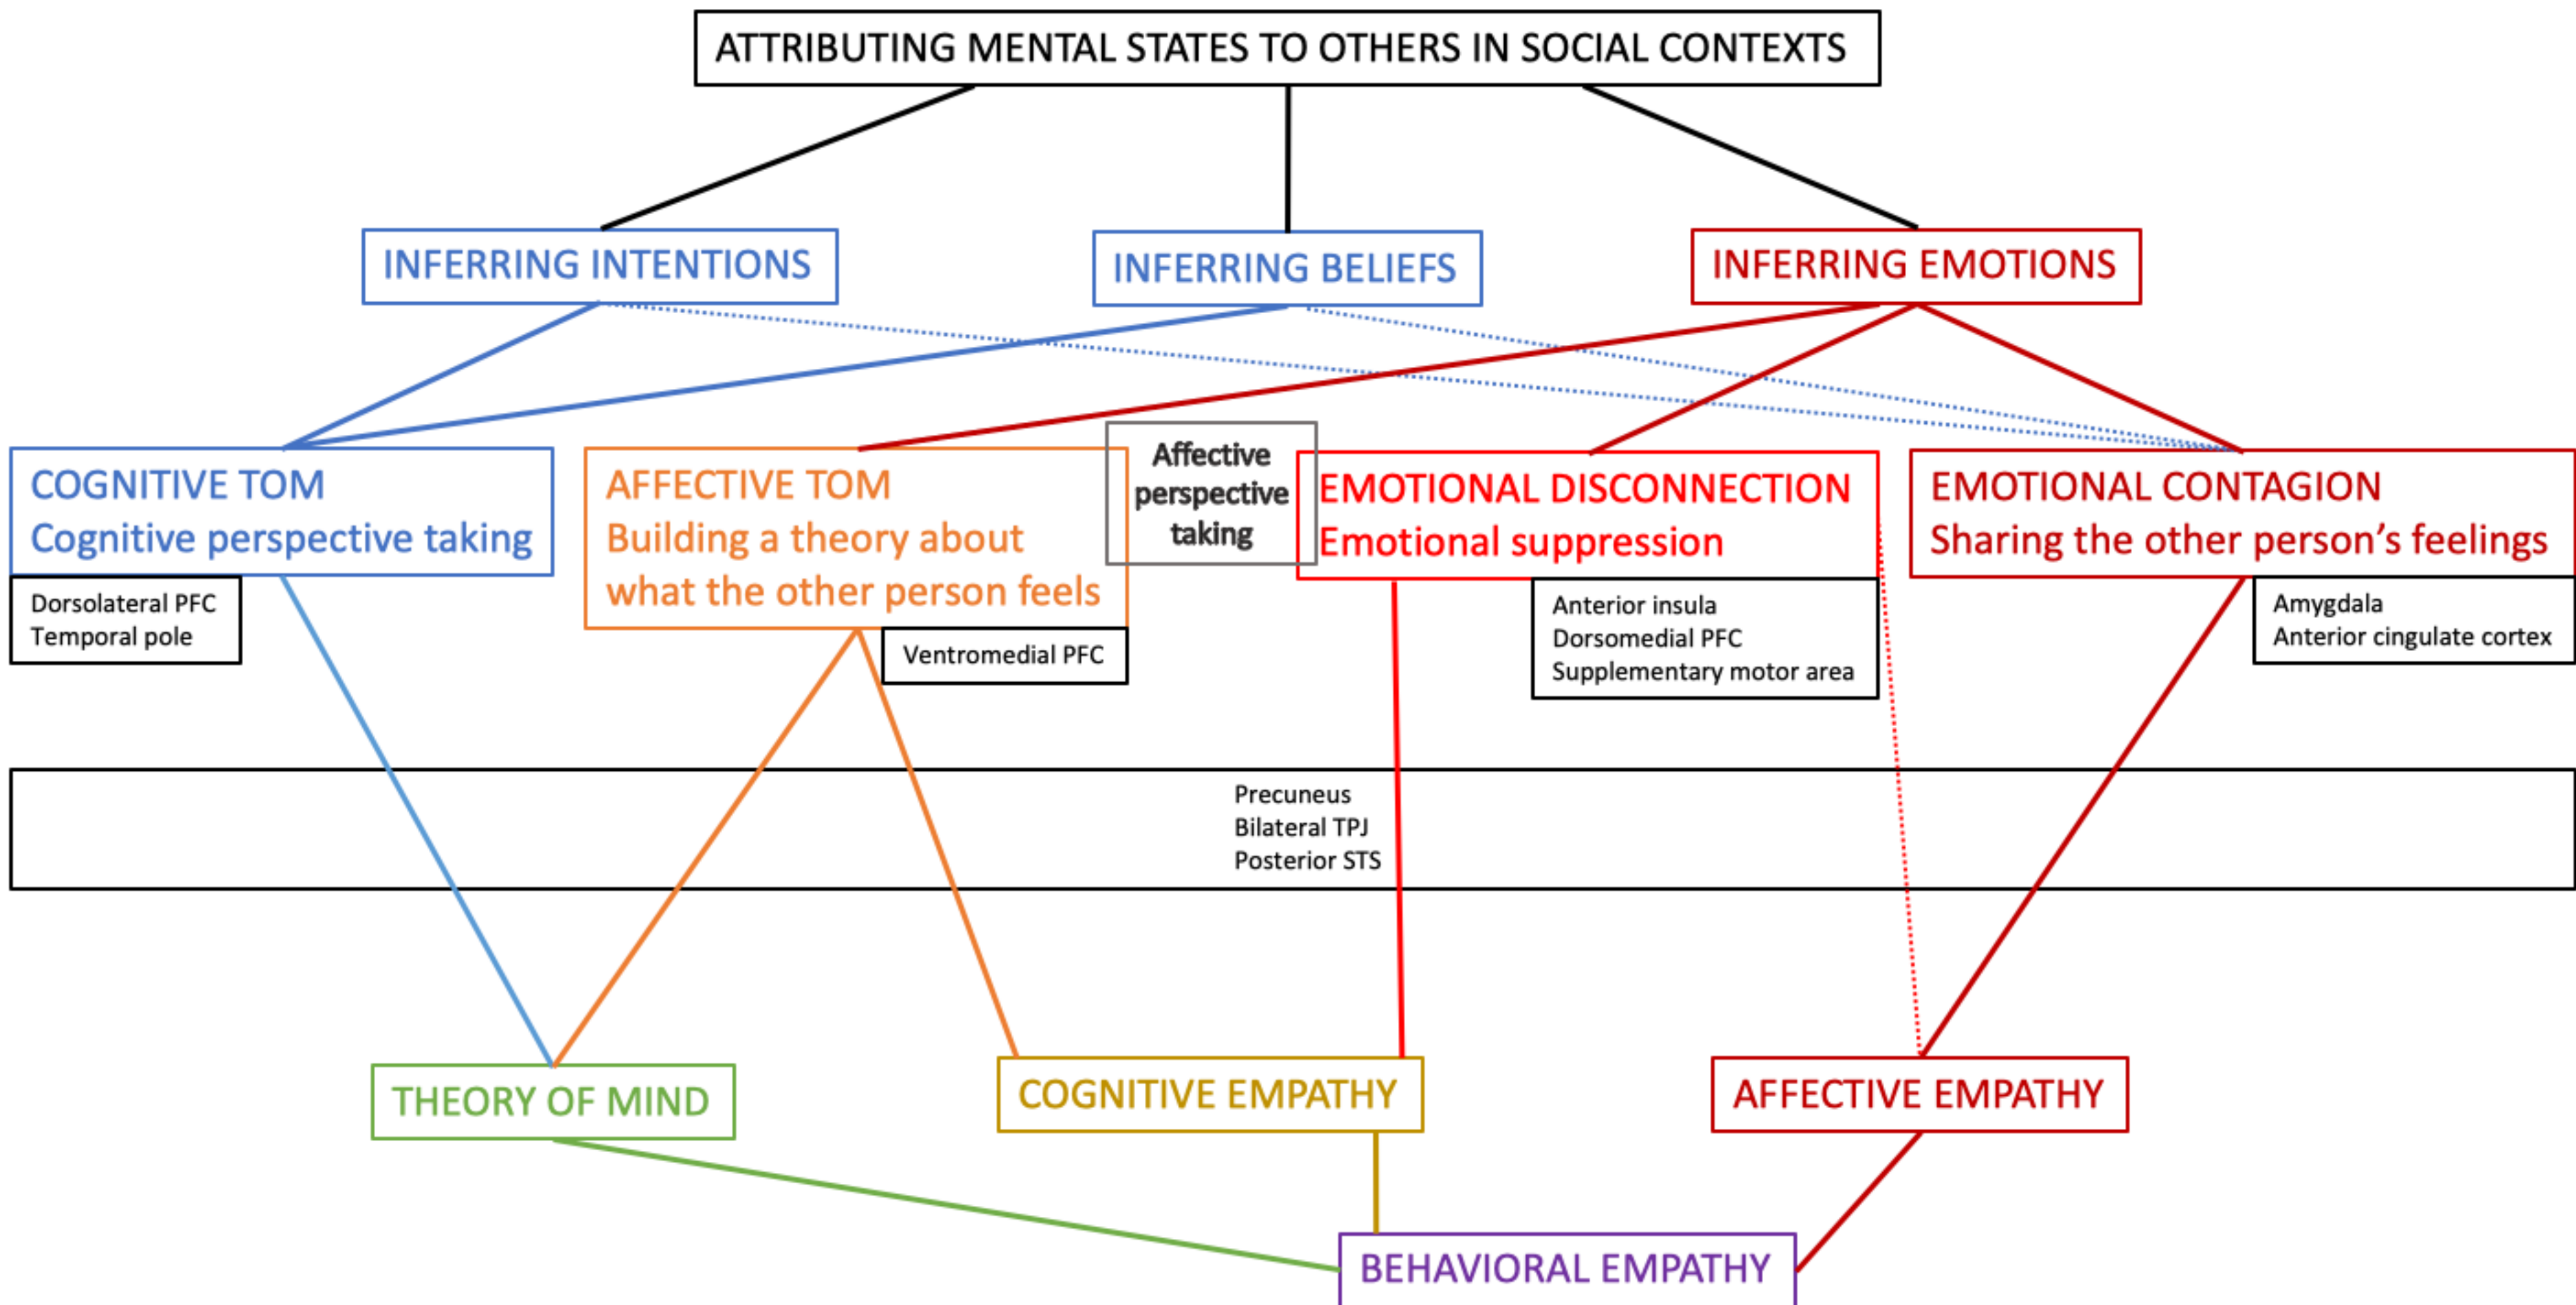 ATTRIBUTING MENTAL STATES TO OTHERS IN SOCIAL CONTEXTS
INFERRING INTENTIONS
INFERRING BELIEFS
INFERRING EMOTIONS
COGNITIVE TOM
Cognitive perspective taking
Dorsolateral PFC
Temporal pole
AFFECTIVE TOM
Building a theory about
what the other person feels
Ventromedial PFC
Affective
perspective
taking
EMOTIONAL DISCONNECTION
Emotional suppression
Anterior insula
Dorsomedial PFC
Supplementary motor area
EMOTIONAL CONTAGION
Sharing the other person’s feelings
Amygdala
Anterior cingulate cortex
Precuneus
Bilateral TPJ
Posterior STS
THEORY OF MIND
COGNITIVE EMPATHY
AFFECTIVE EMPATHY
BEHAVIORAL EMPATHY